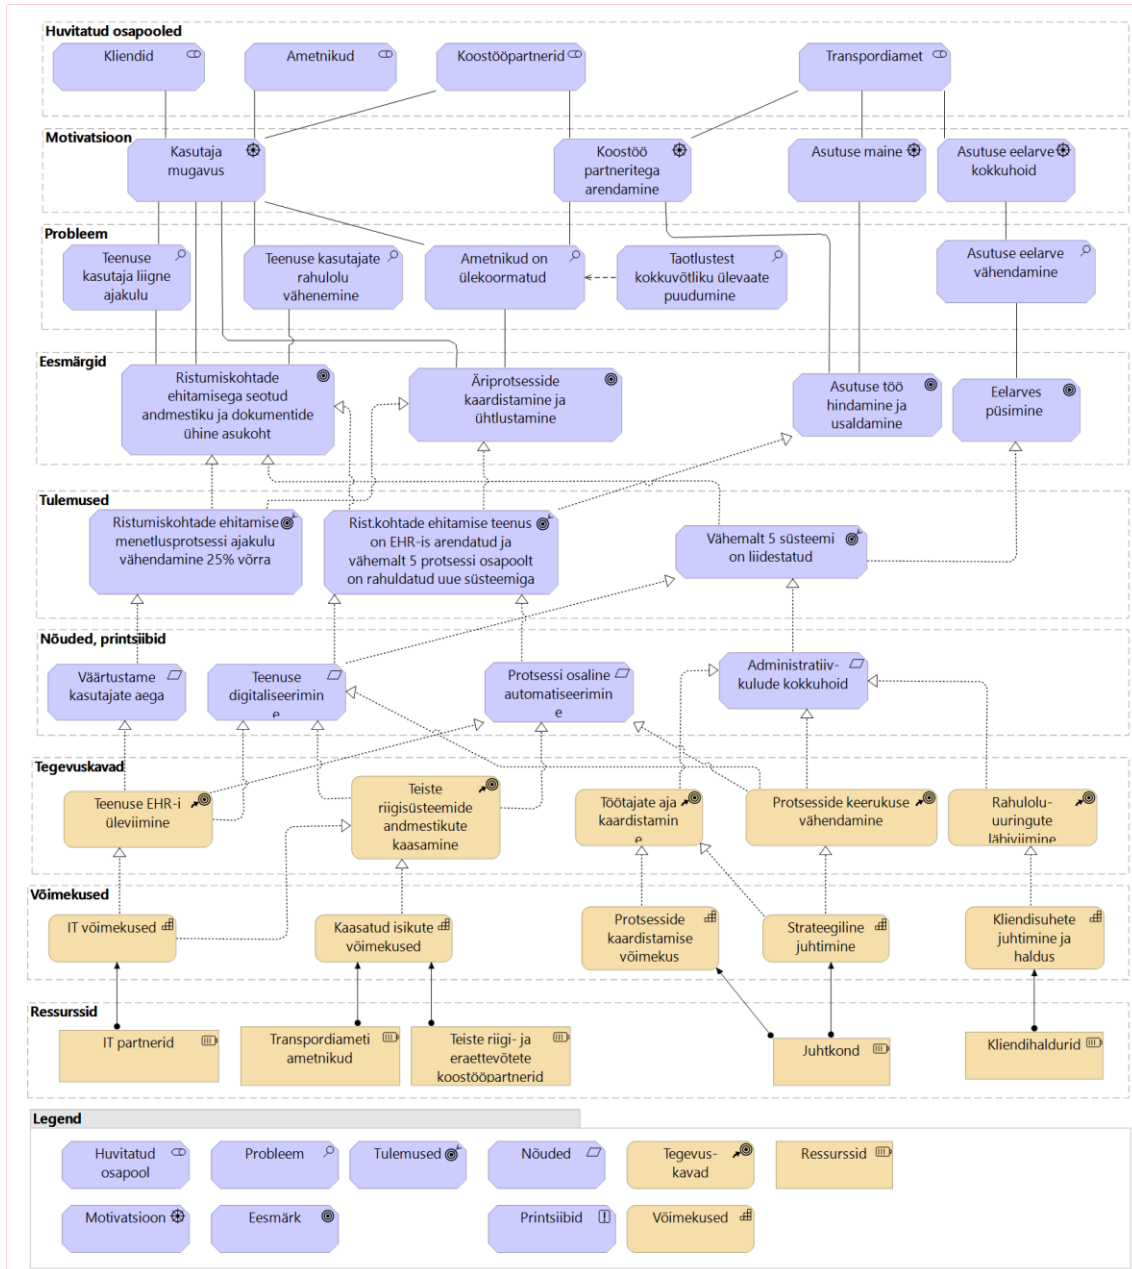 Huvitatud osapooled
Kliendid
Ametnikud
Koostööpartnerid
Transpordiamet
Motivatsioon
Kasutaja
mugavus
Koostöö
partneritega
arendamine
Asutuse maine
Asutuse eelarve
kokkuhoid
Probleem
Teenuse
kasutaja liigne
ajakulu
Teenuse kasutajate
rahulolu
vähenemine
Ametnikud on
ülekoormatud
Taotlustest
kokkuvõtliku ülevaate
puudumine
Asutuse eelarve
vähendamine
Eesmärgid
Ristumiskohtade
ehitamisega seotud
andmestiku ja dokumentide
ühine asukoht
Äriprotsesside
kaardistamine ja
ühtlustamine
Asutuse töö
hindamine ja
usaldamine
Eelarves
püsimine
Tulemused
Ristumiskohtade ehitamise
menetlusprotsessi ajakulu
vähendamine 25% võrra
Rist.kohtade ehitamise teenus
on EHR-is arendatud ja
vähemalt 5 protsessi osapoolt
on rahuldatud uue süsteemiga
Vähemalt 5 süsteemi
on liidestatud
Nõuded, printsiibid
Väärtustame
kasutajate aega
Teenuse
digitaliseerimin
e
Protsessi osaline
automatiseerimin
e
Administratiiv-
kulude kokkuhoid
Tegevuskavad
Teenuse EHR-i
üleviimine
Teiste
riigisüsteemide
andmestikute
kaasamine
Töötajate aja
kaardistamin
e
Protsesside keerukuse
vähendamine
Rahulolu-
uuringute
läbiviimine
Võimekused
IT võimekused
Kaasatud isikute
võimekused
Protsesside
kaardistamise
võimekus
Strateegiline
juhtimine
Kliendisuhete
juhtimine ja
haldus
Ressurssid
IT partnerid
Transpordiameti
ametnikud
Teiste riigi- ja
eraettevõtete
koostööpartnerid
Juhtkond
Kliendihaldurid
Legend
Huvitatud
osapool
Probleem
Tulemused
Nõuded
Tegevus-
kavad
Ressurssid
Motivatsioon
Eesmärk
Printsiibid
Võimekused